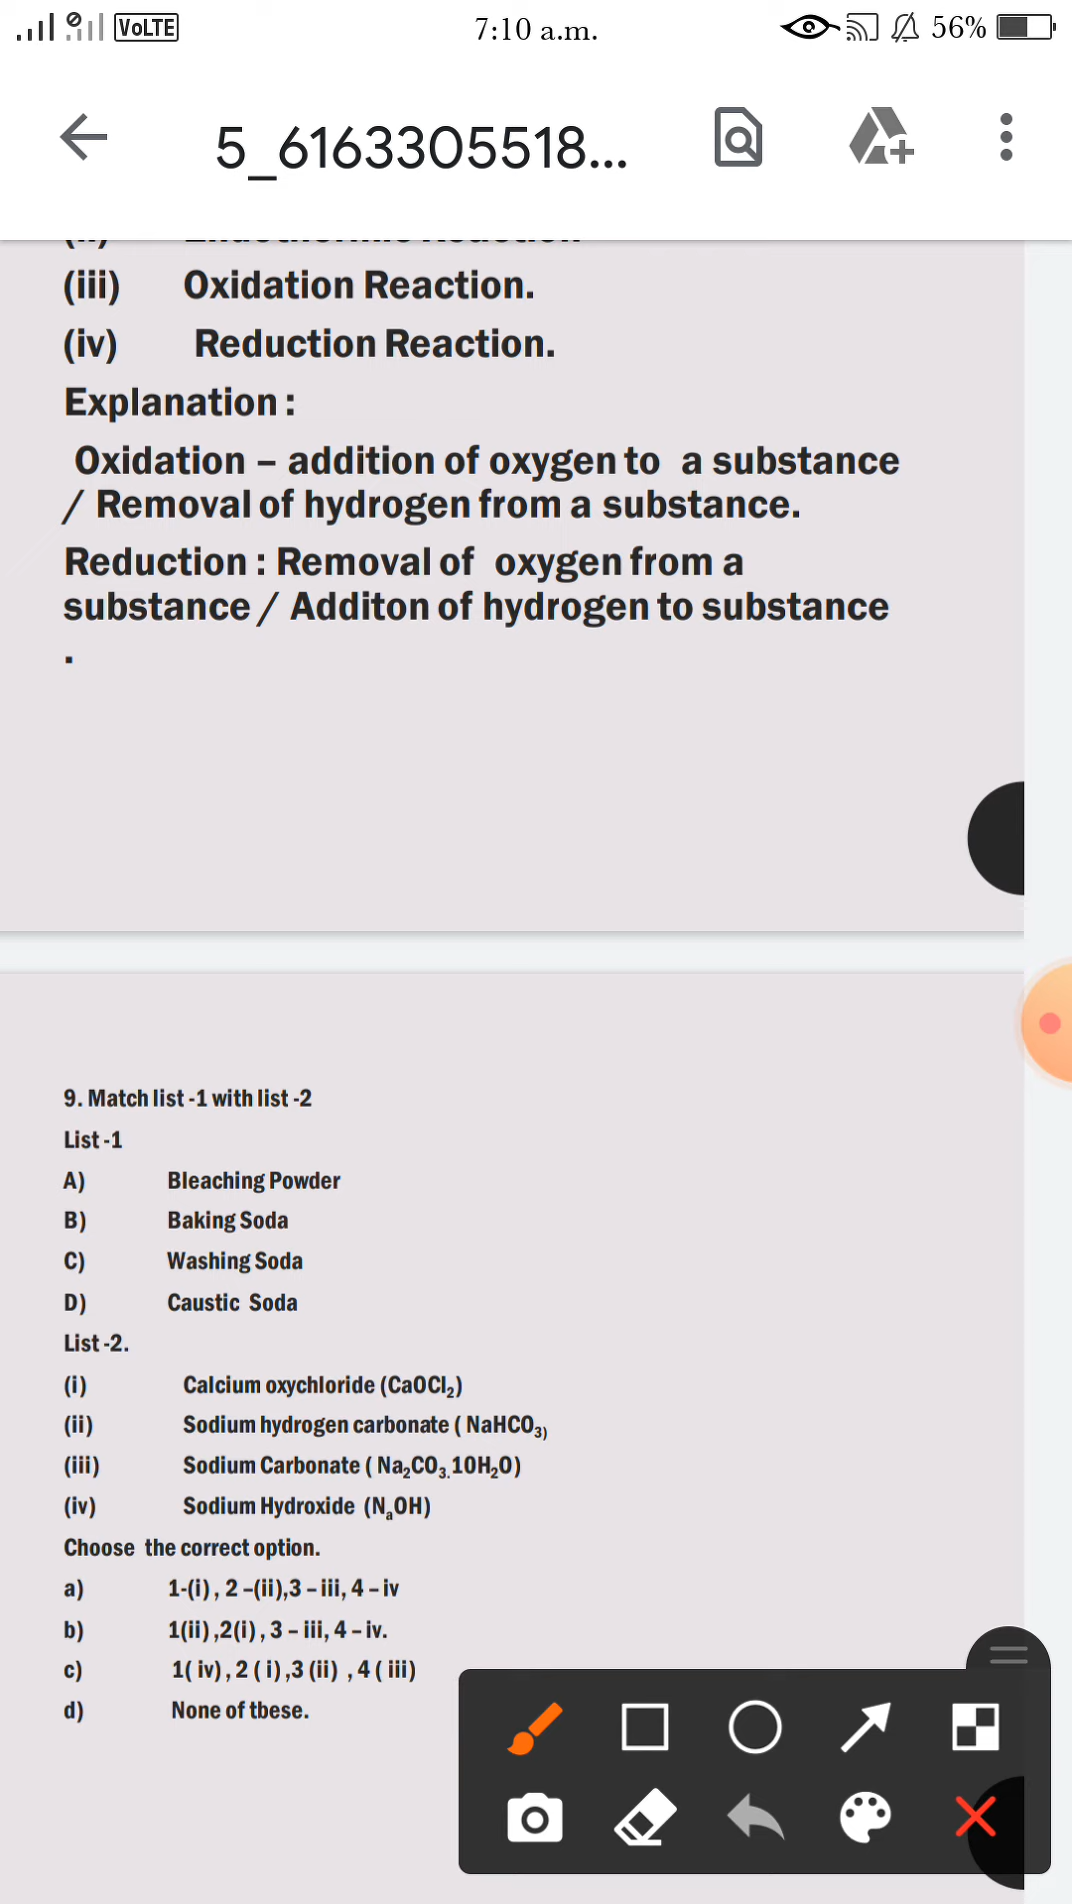 VoLTE 7:10 a.m. 56%
5_6163305518...
(iii) Oxidation Reaction.
(iv) Reduction Reaction.
Explanation :
Oxidation – addition of oxygen to a substance
/ Removal of hydrogen from a substance.
Reduction : Removal of oxygen from a
substance / Additon of hydrogen to substance
.
9. Match list -1 with list -2
List -1
A) Bleaching Powder
B) Baking Soda
C) Washing Soda
D) Caustic Soda
List -2.
(i) Calcium oxychloride (CaOCl₂)
(ii) Sodium hydrogen carbonate ( NaHCO₃₎
(iii) Sodium Carbonate ( Na₂CO₃.10H₂O)
(iv) Sodium Hydroxide (NₐOH)
Choose the correct option.
a) 1-(i) , 2 –(ii),3 – iii, 4 – iv
b) 1(ii) ,2(i) , 3 – iii, 4 – iv.
c) 1( iv) , 2 ( i) ,3 (ii) , 4 ( iii)
d) None of tbese.